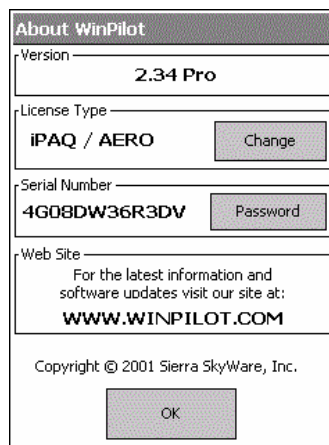 About WinPilot
Version
2.34 Pro
License Type
iPAQ / AERO
Change
Serial Number
4G08DW36R3DV
Password
Web Site
For the latest information and
software updates visit our site at:
WWW.WINPILOT.COM
Copyright © 2001 Sierra SkyWare, Inc.
OK